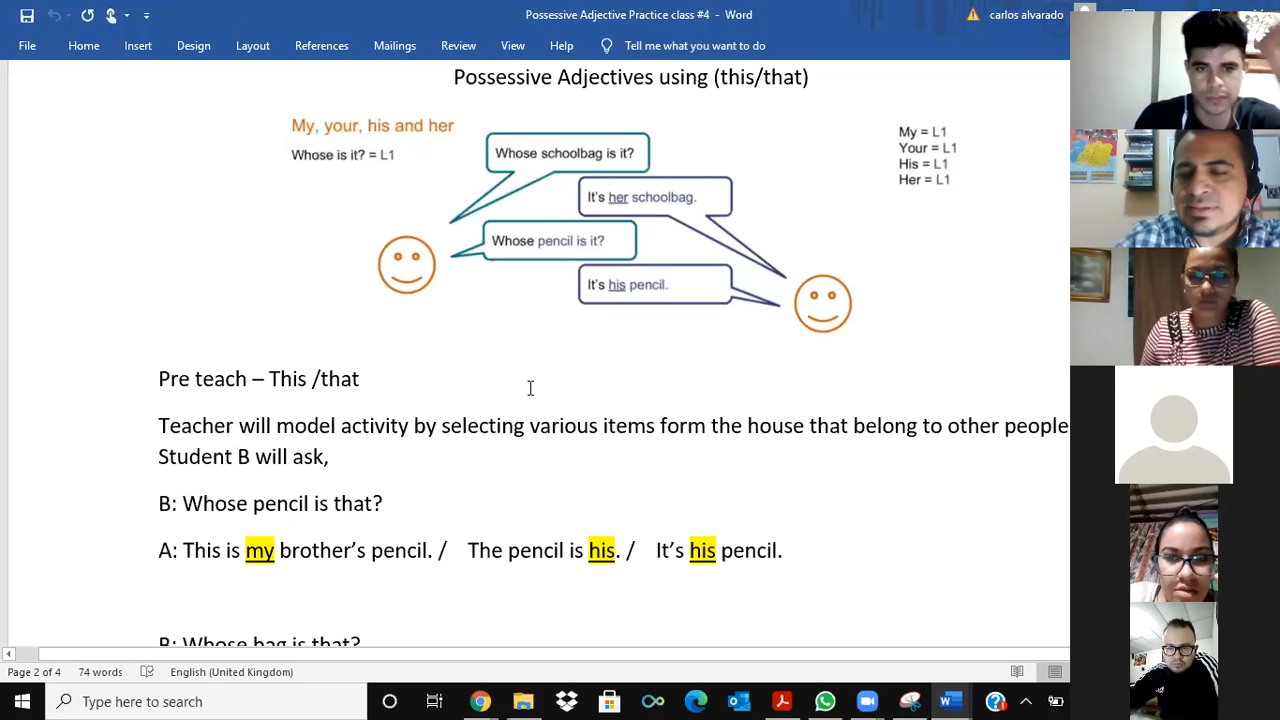 Possessive Adjective Practice class #4 - Word
carlos alvarado
File Home Insert Design Layout References Mailings Review View Help Tell me what you want to do
Possessive Adjectives using (this/that)
My, your, his and her
Whose is it? = L1
Whose schoolbag is it?
It's her schoolbag.
Whose pencil is it?
It's his pencil.
My = L1
Your = L1
His = L1
Her = L1
Pre teach – This /that
Teacher will model activity by selecting various items form the house that belong to other people
Student B will ask,
B: Whose pencil is that?
A: This is my brother's pencil. / The pencil is his. / It's his pencil.
B: Whose bag is that?
Page 2 of 4 74 words English (United Kingdom)
Type here to search